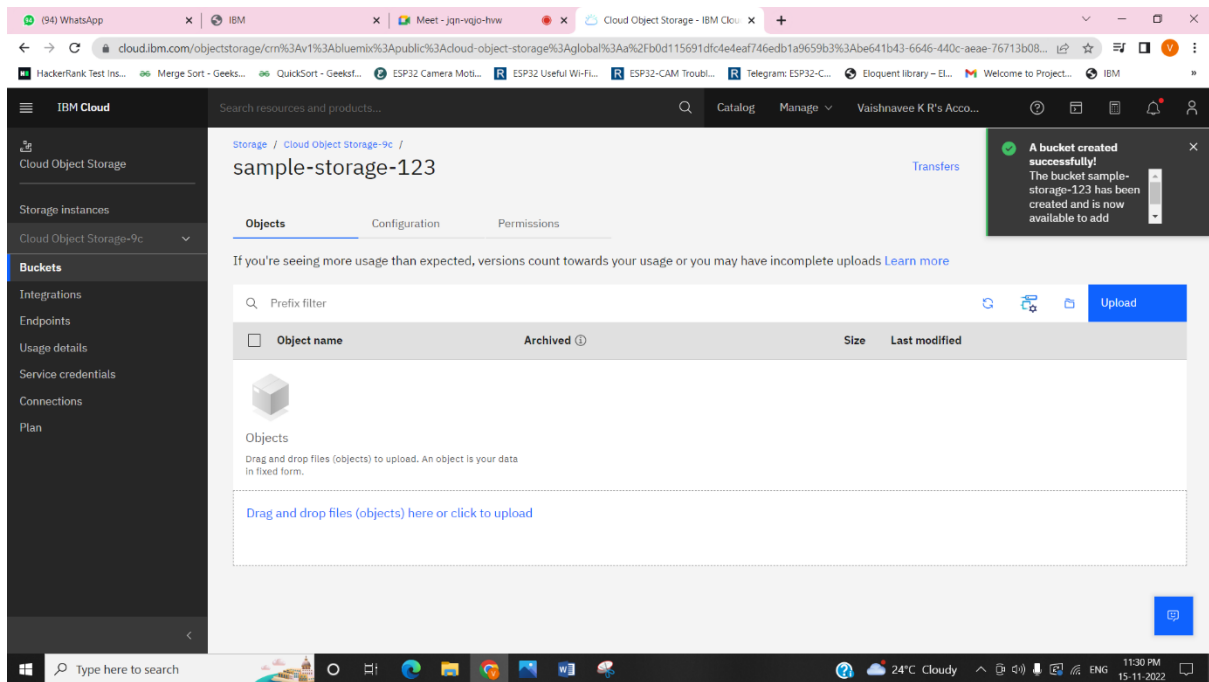 (94) WhatsApp
IBM
Meet - jqn-vqjo-hvw
Cloud Object Storage - IBM Clou
cloud.ibm.com/objectstorage/crn%3Av1%3Abluemix%3Apublic%3Acloud-object-storage%3Aglobal%3Aa%2Fb0d115691dfc4e4eaf746edb1a9659b3%3Abe641b43-6646-440c-aeae-76713b08...
HackerRank Test Ins...
Merge Sort - Geeks...
QuickSort - Geeksf...
ESP32 Camera Moti...
ESP32 Useful Wi-Fi...
ESP32-CAM Troubl...
Telegram: ESP32-C...
Eloquent library – El...
Welcome to Project...
IBM
IBM Cloud
Search resources and products...
Catalog
Manage
Vaishnavee K R's Acco...
Cloud Object Storage
Storage instances
Cloud Object Storage-9c
Buckets
Integrations
Endpoints
Usage details
Service credentials
Connections
Plan
Storage / Cloud Object Storage-9c /
sample-storage-123
Transfers
A bucket created
successfully!
The bucket sample-
storage-123 has been
created and is now
available to add
Objects
Configuration
Permissions
If you're seeing more usage than expected, versions count towards your usage or you may have incomplete uploads Learn more
Prefix filter
Upload
Object name
Archived
Size
Last modified
Objects
Drag and drop files (objects) to upload. An object is your data
in fixed form.
Drag and drop files (objects) here or click to upload
Type here to search
24°C Cloudy
ENG
11:30 PM
15-11-2022